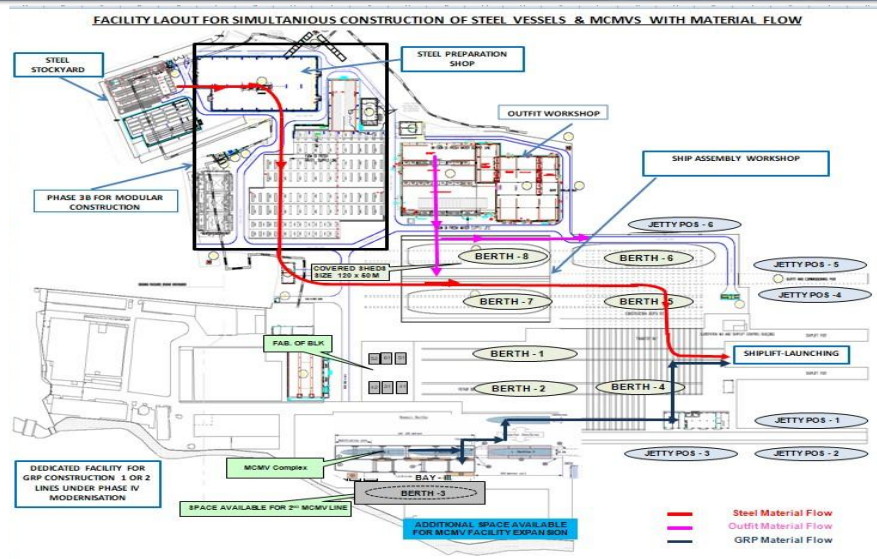 FACILITY LAOUT FOR SIMULTANIOUS CONSTRUCTION OF STEEL VESSELS & MCMVS WITH MATERIAL FLOW
STEEL
STOCKYARD
STEEL PREPARATION
SHOP
OUTFIT WORKSHOP
SHIP ASSEMBLY WORKSHOP
PHASE 3B FOR MODULAR
CONSTRUCTION
JETTY POS - 6
BERTH - 8
BERTH - 6
JETTY POS - 5
COVERED SHEDS
SIZE 120 x 60 M
JETTY POS -4
BERTH - 7
BERTH - 5
FAB. OF BLK
BERTH - 1
SHIPLIFT-LAUNCHING
BERTH - 2
BERTH - 4
JETTY POS - 1
JETTY POS - 3
JETTY POS - 2
MCMV Complex
DEDICATED FACILITY FOR
GRP CONSTRUCTION 1 OR 2
LINES UNDER PHASE IV
MODERNISATION
BAY - III
BERTH -3
SPACE AVAILABLE FOR 2ND MCMV LINE
ADDITIONAL SPACE AVAILABLE
FOR MCMV FACILITY EXPANSION
Steel Material Flow
Outfit Material Flow
GRP Material Flow